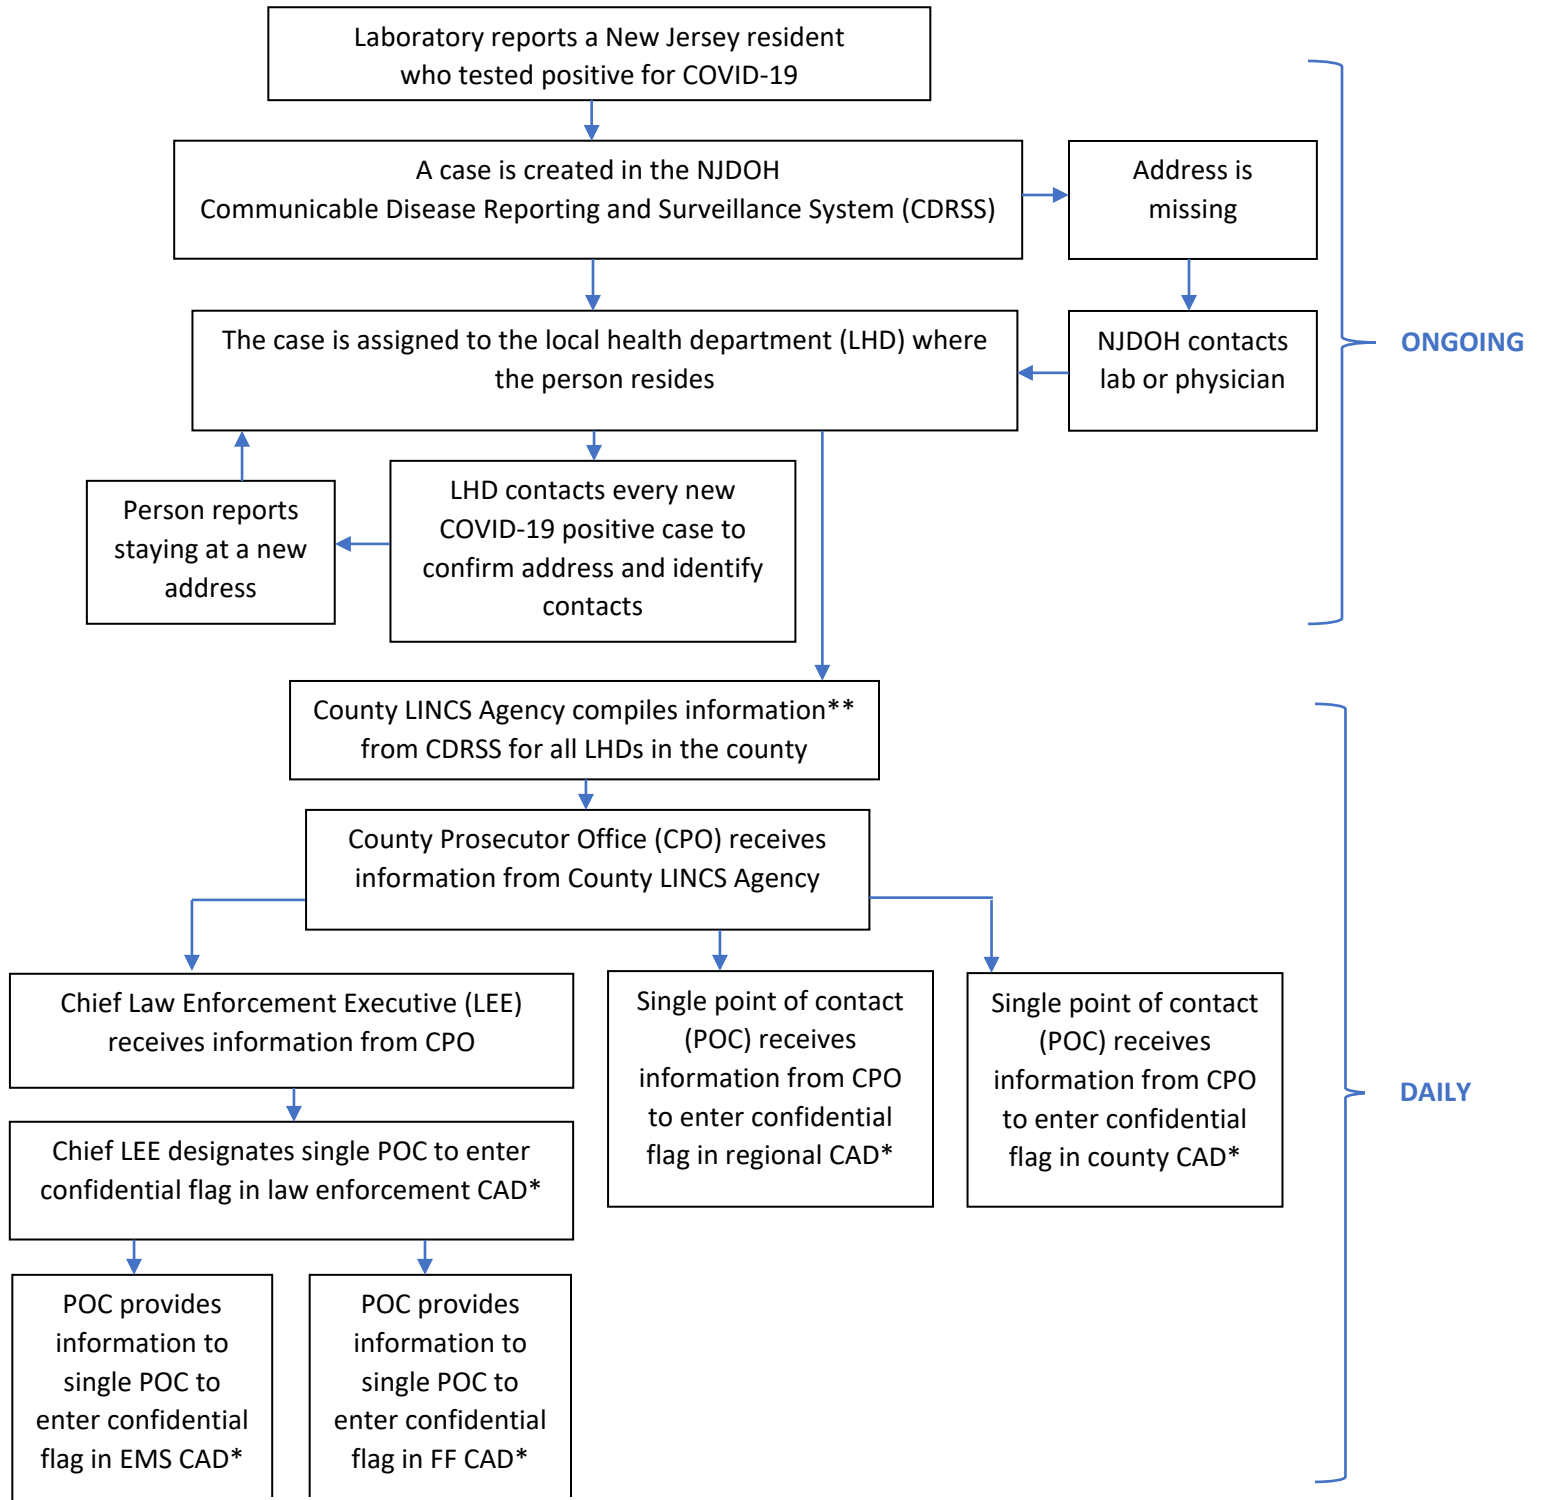 Laboratory reports a New Jersey resident
who tested positive for COVID-19
A case is created in the NJDOH
Communicable Disease Reporting and Surveillance System (CDRSS)
Address is
missing
The case is assigned to the local health department (LHD) where
the person resides
NJDOH contacts
lab or physician
ONGOING
Person reports
staying at a new
address
LHD contacts every new
COVID-19 positive case to
confirm address and identify
contacts
County LINCS Agency compiles information**
from CDRSS for all LHDs in the county
County Prosecutor Office (CPO) receives
information from County LINCS Agency
Chief Law Enforcement Executive (LEE)
receives information from CPO
Single point of contact
(POC) receives
information from CPO
to enter confidential
flag in regional CAD*
Single point of contact
(POC) receives
information from CPO
to enter confidential
flag in county CAD*
DAILY
Chief LEE designates single POC to enter
confidential flag in law enforcement CAD*
POC provides
information to
single POC to
enter confidential
flag in EMS CAD*
POC provides
information to
single POC to
enter confidential
flag in FF CAD*